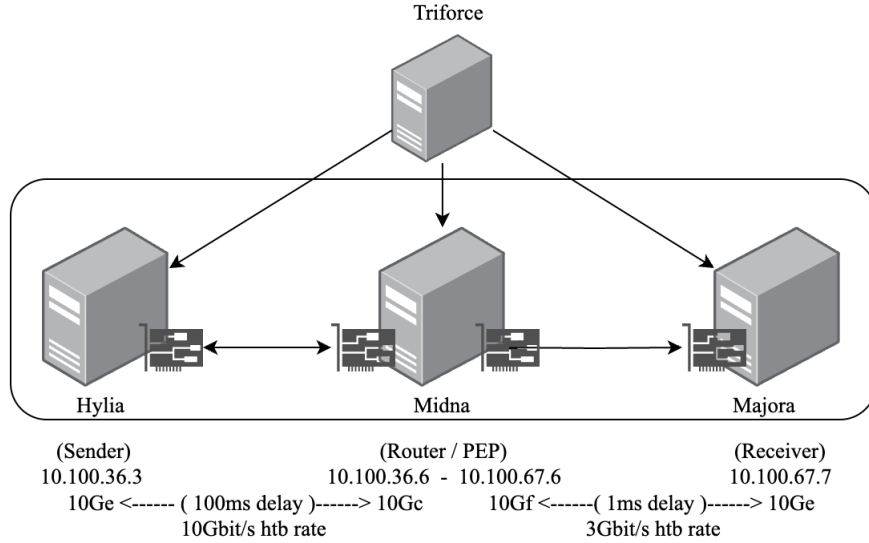 Triforce
Hylia Midna Majora
(Sender) (Router / PEP) (Receiver)
10.100.36.3 10.100.36.6 - 10.100.67.6 10.100.67.7
10Ge <------ ( 100ms delay )------> 10Gc 10Gf <------( 1ms delay )------> 10Ge
10Gbit/s htb rate 3Gbit/s htb rate